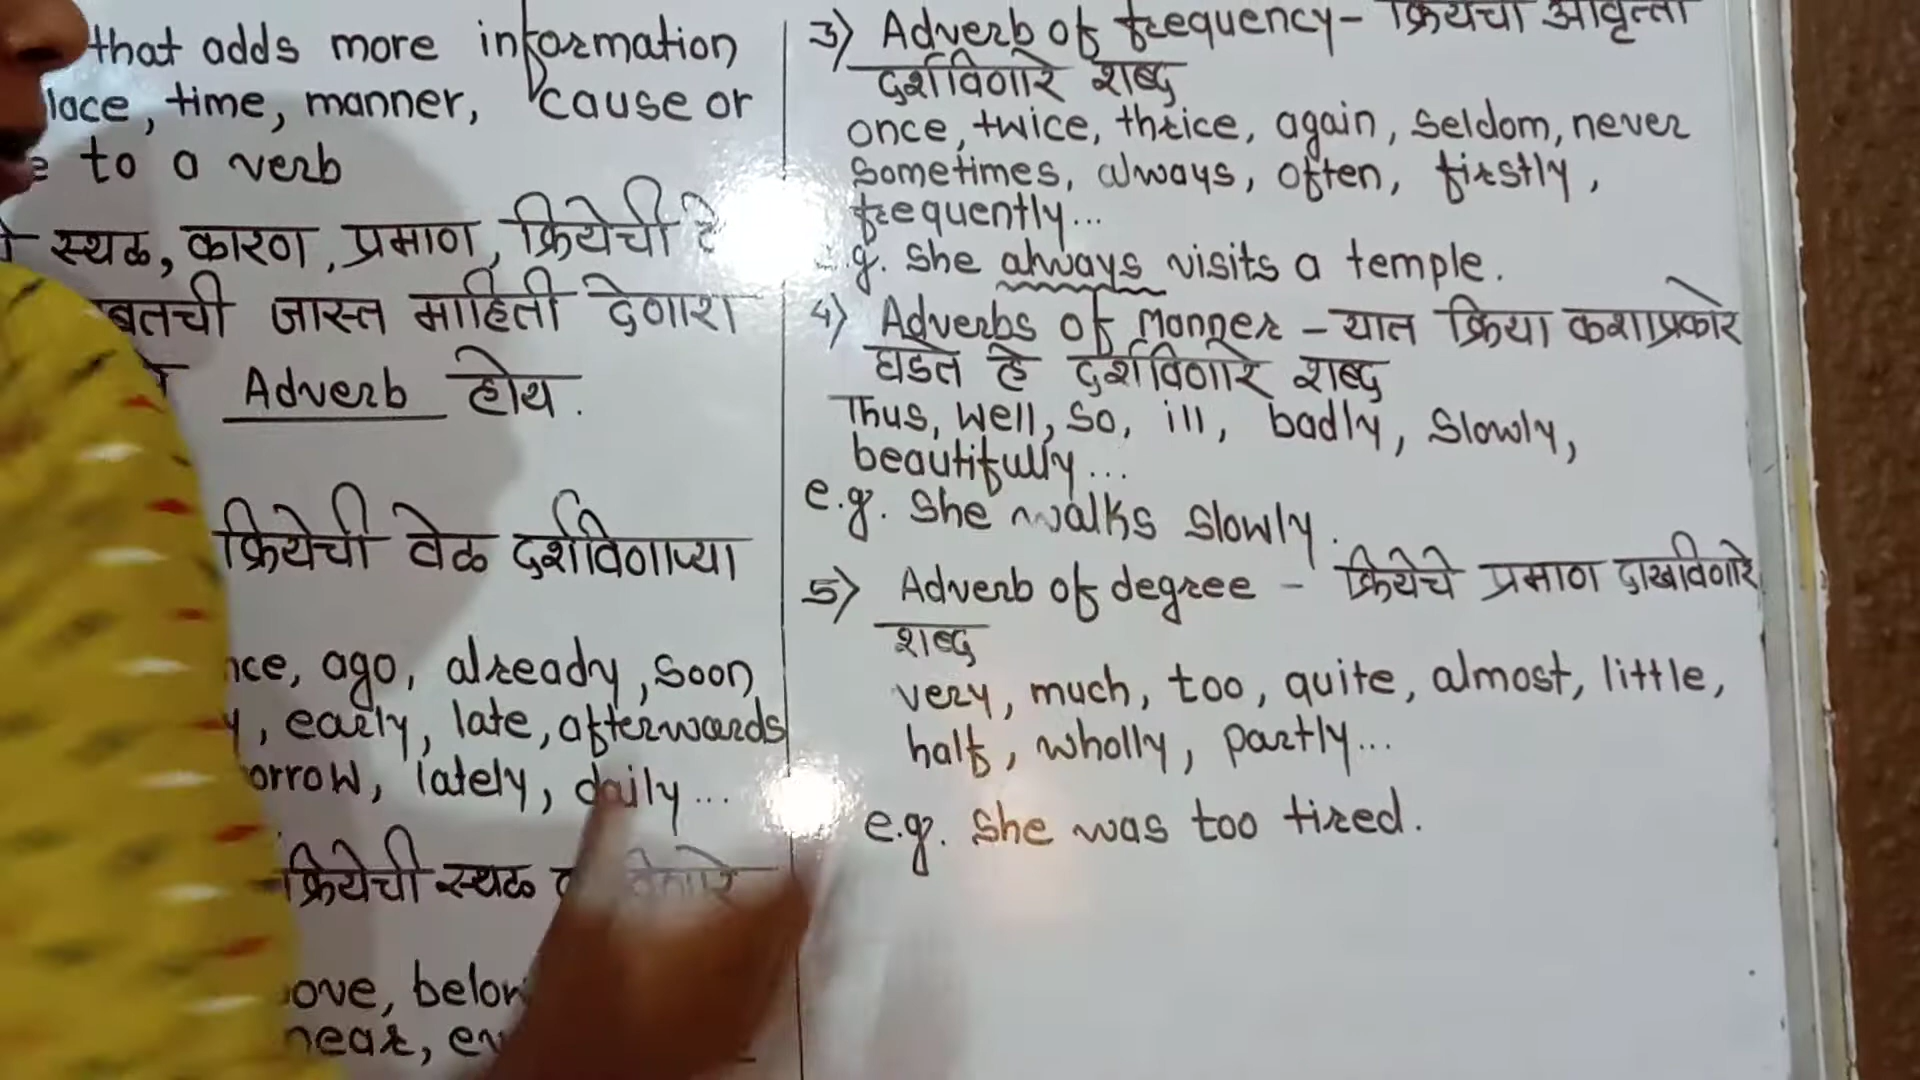 that adds more information
lace, time, manner, cause or
e to a verb
स्थळ, कारण, प्रमाण, क्रियेची
बतची जास्त माहिती देणारा
Adverb होय.
क्रियेची वेळ दर्शविणाऱ्या
nce, ago, already, soon,
y, early, late, afterwards
orrow, lately, daily...
क्रियेची स्थळ
ove, below
near,
3) Adverb of frequency- क्रियेची आवृत्ती
दर्शविणारे शब्द
once, twice, thrice, again, seldom, never
sometimes, always, often, firstly,
frequently...
g. She always visits a temple.
4) Adverbs of Manner - यात क्रिया कशाप्रकारे
घडते हे दर्शविणारे शब्द
Thus, well, so, ill, badly, slowly,
beautifully...
e.g. She walks slowly.
5) Adverb of degree - क्रियेचे प्रमाण दाखविणारे
शब्द
very, much, too, quite, almost, little,
half, wholly, partly...
e.g. She was too tired.